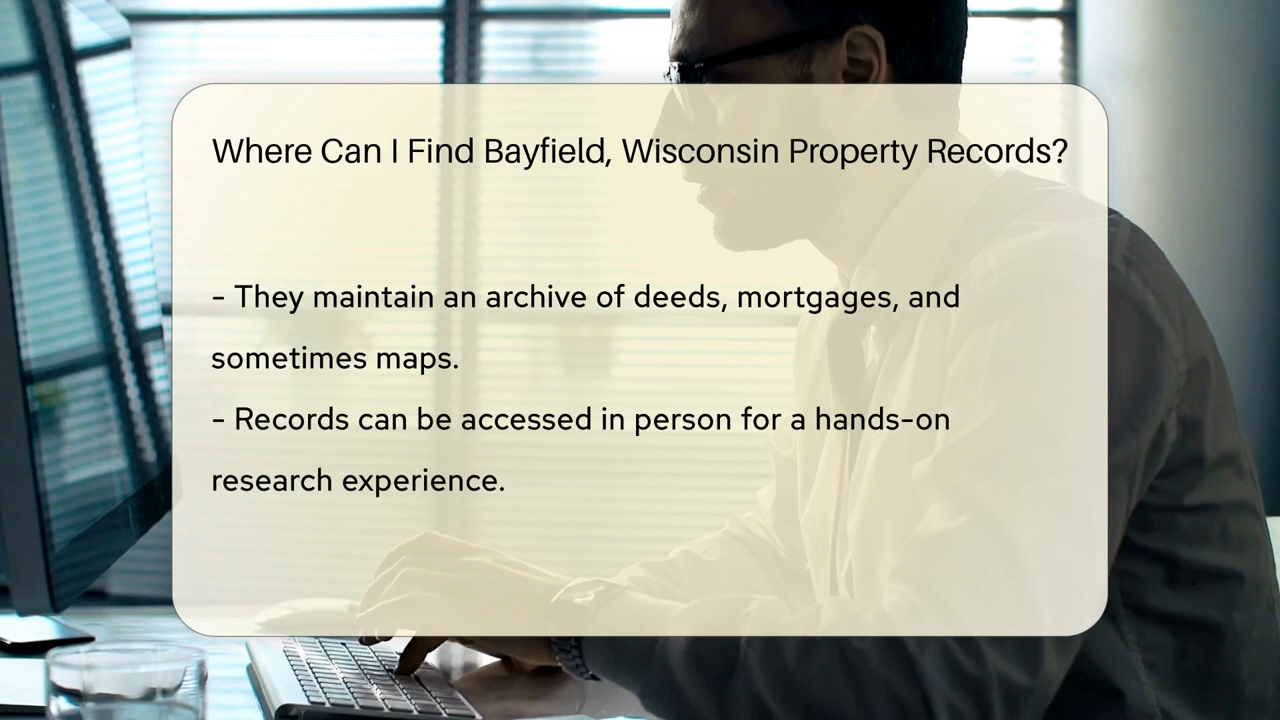 Where Can I Find Bayfield, Wisconsin Property Records?
- They maintain an archive of deeds, mortgages, and
sometimes maps.
- Records can be accessed in person for a hands-on
research experience.